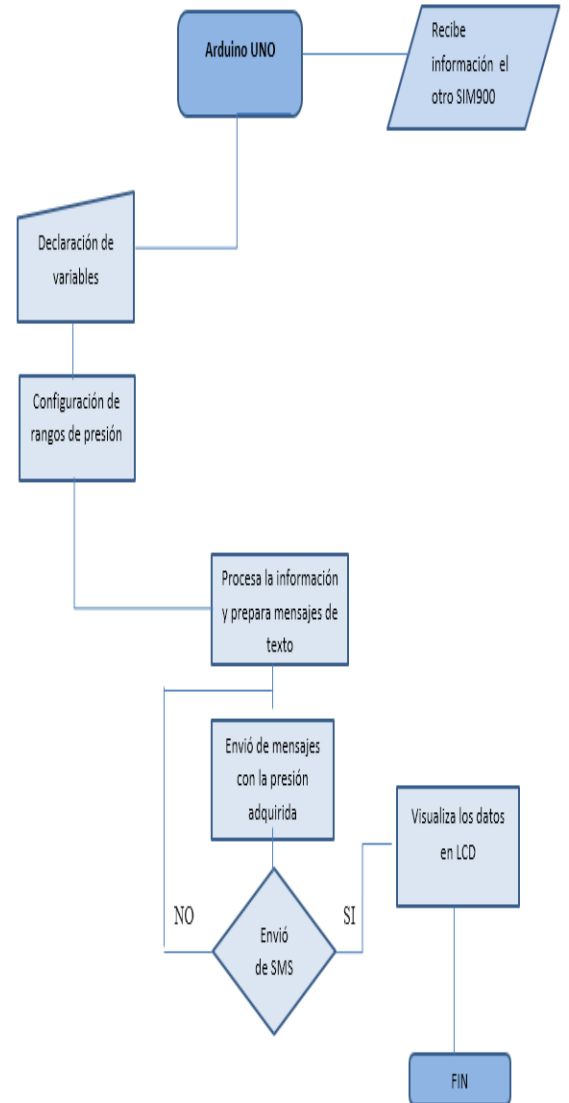 Arduino UNO
Recibe
información el
otro SIM900
Declaración de
variables
Configuración de
rangos de presión
Procesa la información
y prepara mensajes de
texto
Envió de mensajes
con la presión
adquirida
Visualiza los datos
en LCD
NO
SI
Envió
de SMS
FIN